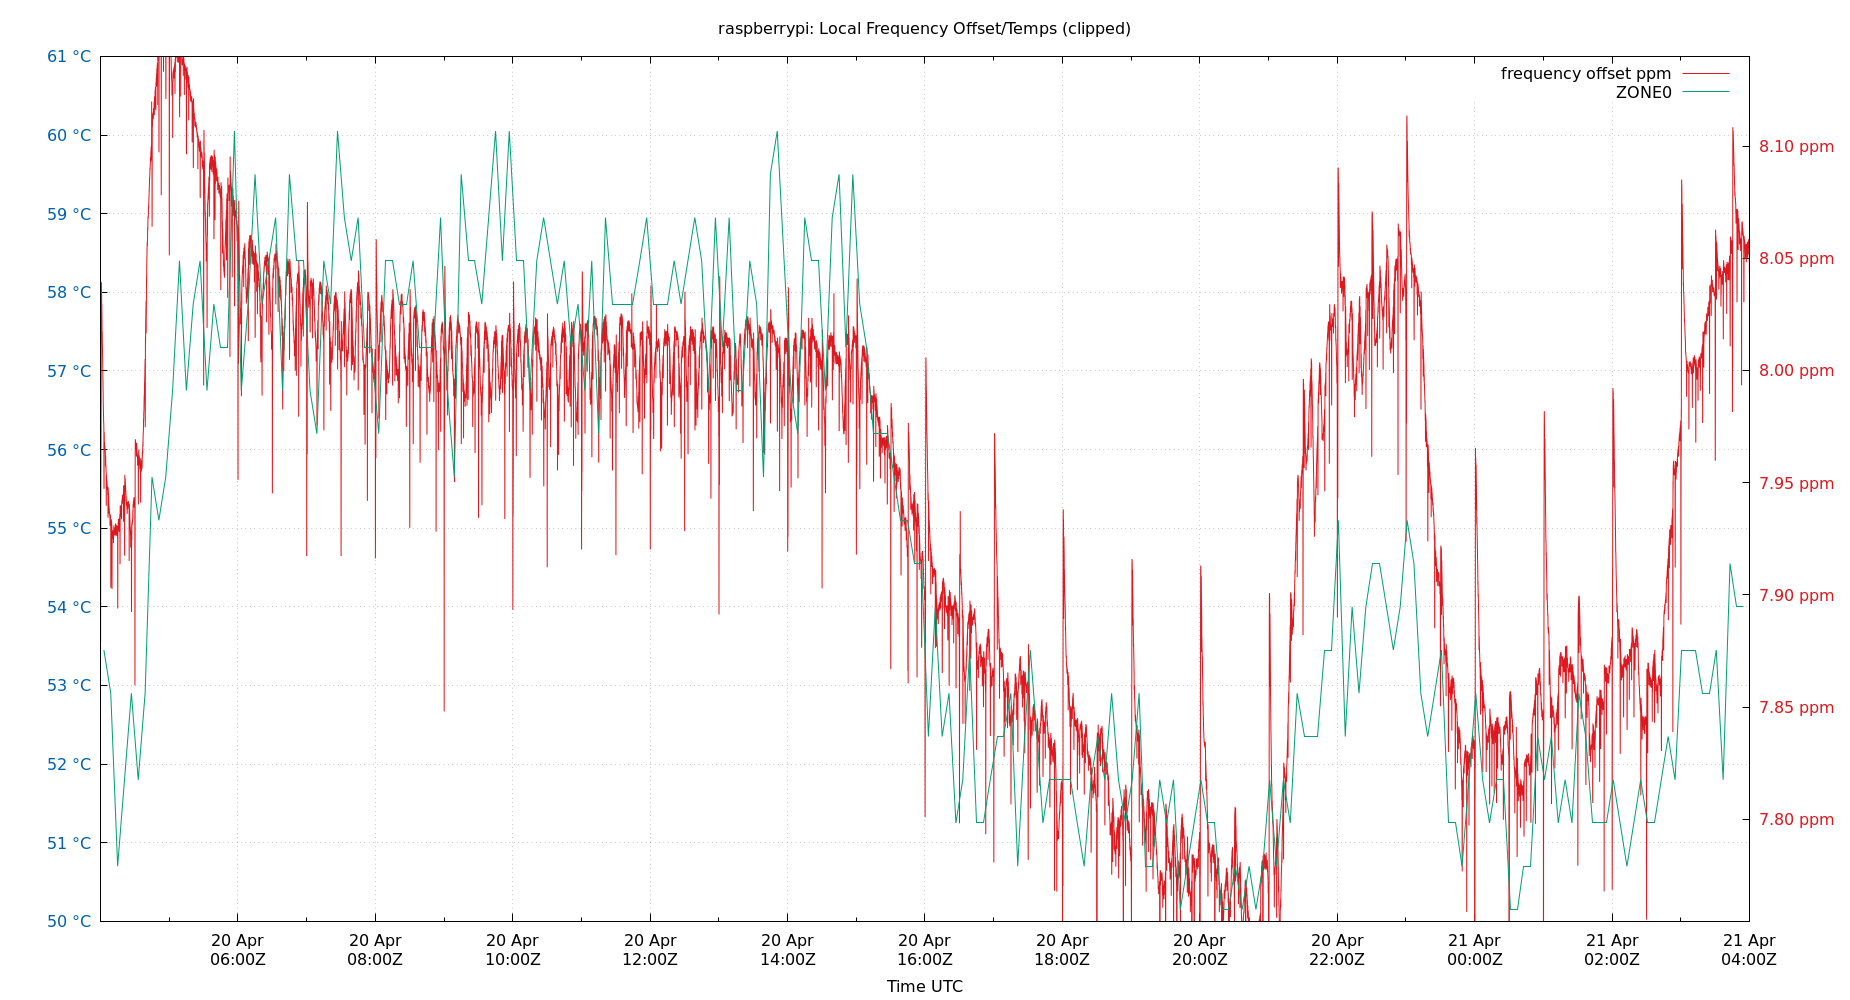 raspberrypi: Local Frequency Offset/Temps (clipped)
frequency offset ppm
ZONE0
61 °C
60 °C
59 °C
58 °C
57 °C
56 °C
55 °C
54 °C
53 °C
52 °C
51 °C
50 °C
8.10 ppm
8.05 ppm
8.00 ppm
7.95 ppm
7.90 ppm
7.85 ppm
7.80 ppm
20 Apr
06:00Z
20 Apr
08:00Z
20 Apr
10:00Z
20 Apr
12:00Z
20 Apr
14:00Z
20 Apr
16:00Z
20 Apr
18:00Z
20 Apr
20:00Z
20 Apr
22:00Z
21 Apr
00:00Z
21 Apr
02:00Z
21 Apr
04:00Z
Time UTC